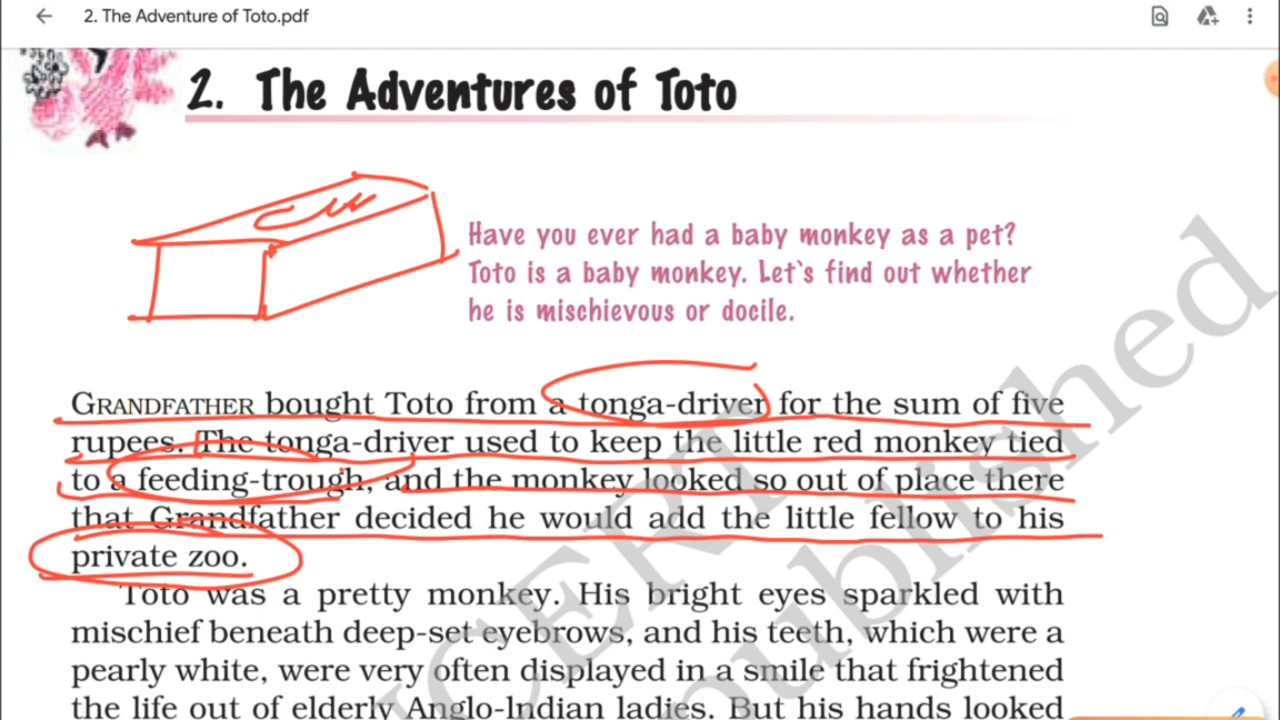 2. The Adventure of Toto.pdf
2. The Adventures of Toto
Have you ever had a baby monkey as a pet?
Toto is a baby monkey. Let's find out whether
he is mischievous or docile.
GRANDFATHER bought Toto from a tonga-driver for the sum of five
rupees. The tonga-driver used to keep the little red monkey tied
to a feeding-trough, and the monkey looked so out of place there
that Grandfather decided he would add the little fellow to his
private zoo.
Toto was a pretty monkey. His bright eyes sparkled with
mischief beneath deep-set eyebrows, and his teeth, which were a
pearly white, were very often displayed in a smile that frightened
the life out of elderly Anglo-Indian ladies. But his hands looked